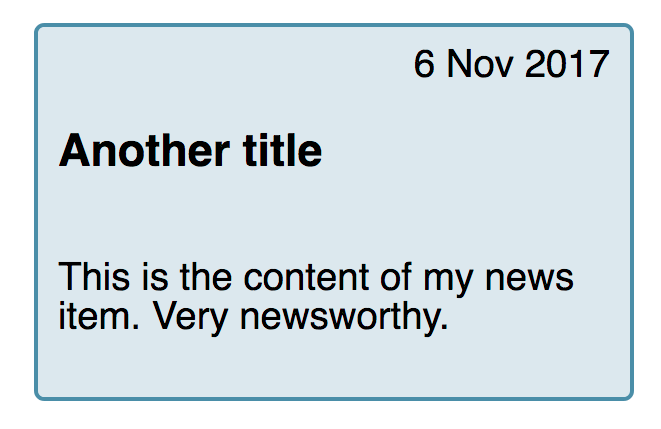 6 Nov 2017
Another title
This is the content of my news
item. Very newsworthy.